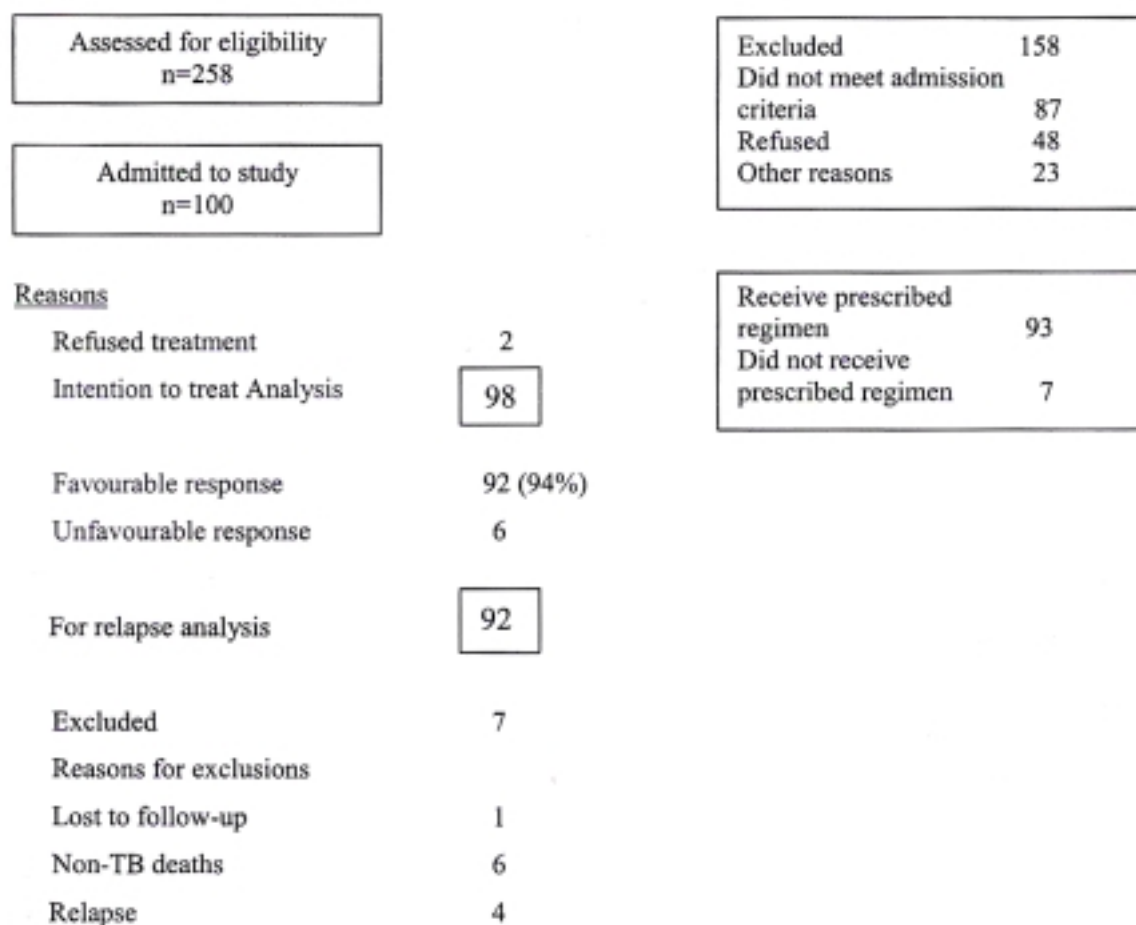 Assessed for eligibility
n=258
Admitted to study
n=100
Excluded 158
Did not meet admission
criteria 87
Refused 48
Other reasons 23
Reasons
Refused treatment 2
Intention to treat Analysis 98
Favourable response 92 (94%)
Unfavourable response 6
For relapse analysis 92
Excluded 7
Reasons for exclusions
Lost to follow-up 1
Non-TB deaths 6
Relapse 4
Receive prescribed
regimen 93
Did not receive
prescribed regimen 7